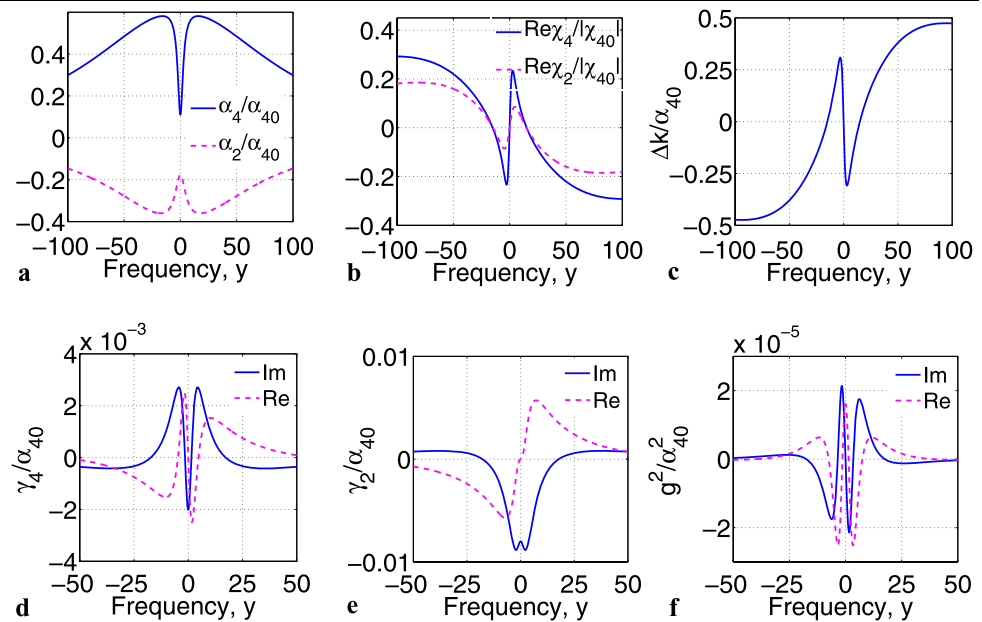 0.4
0.2
0
−0.2
−0.4
−100
−50
0
50
100
α4/α40
α2/α40
Frequency, y
a
0.4
0.2
0
0.2
0.4
−100
−50
0
50
100
Reχ4/|χ40|
Reχ2/|χ40|
Frequency, y
b
0.5
0.25
0
−0.25
−0.5
−100
−50
0
50
100
Δk/α40
Frequency, y
c
x 10−3
4
2
0
−2
−4
−50
−25
0
25
50
γ4/α40
Im
Re
Frequency, y
d
0.01
0
−0.01
−50
−25
0
25
50
γ2/α40
Im
Re
Frequency, y
e
x 10−5
2
0
−2
−50
−25
0
25
50
g2/α240
Im
Re
Frequency, y
f